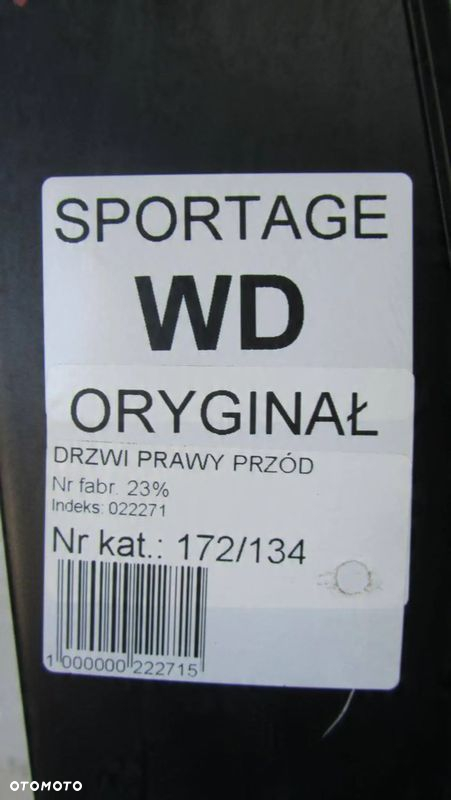 SPORTAGE
WD
ORYGINAŁ
DRZWI PRAWY PRZÓD
Nr fabr. 23%
Indeks: 022271
Nr kat.: 172/134
1 000000 222715
OTOMOTO